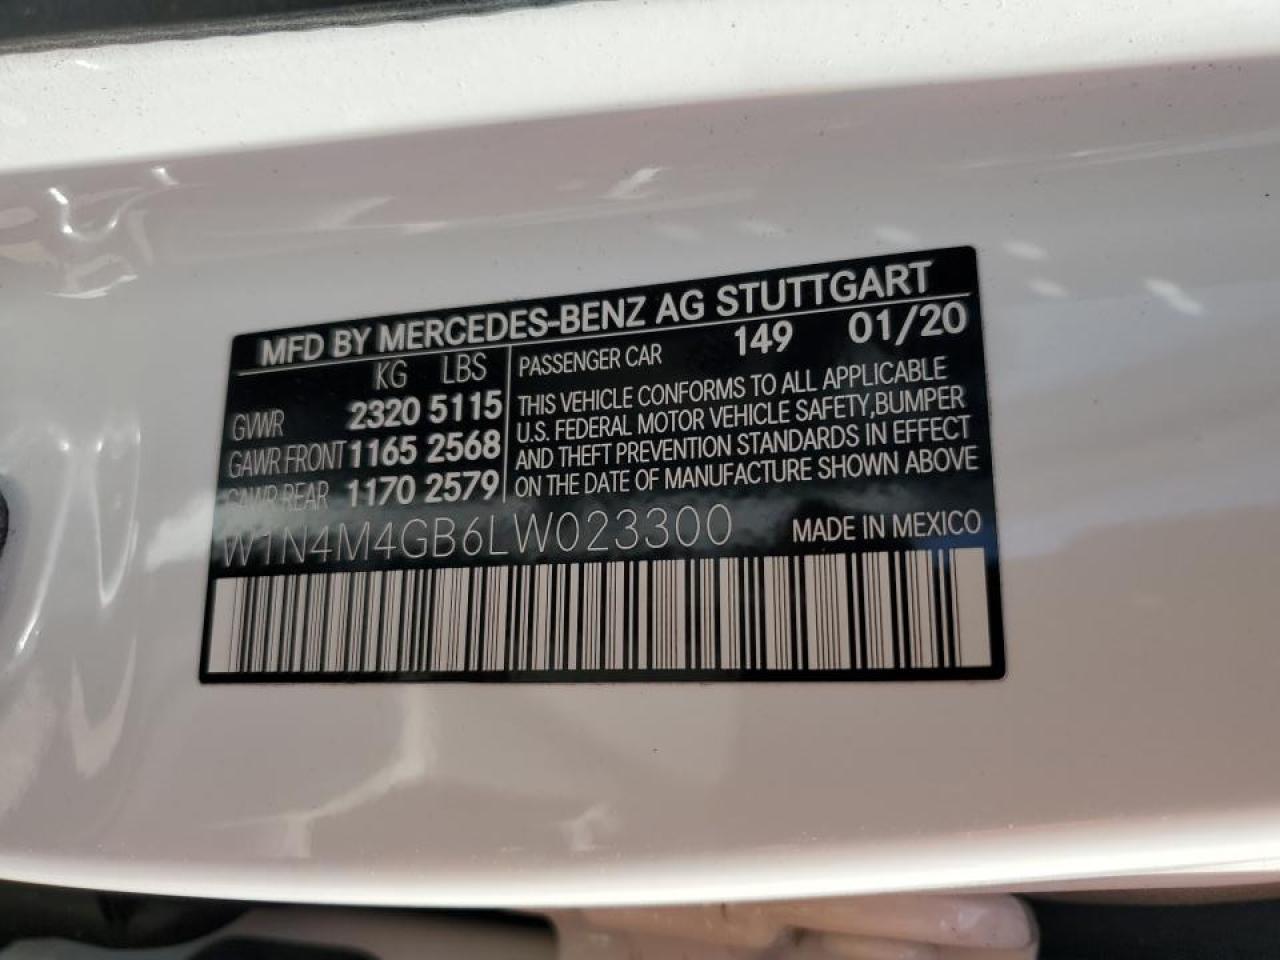 MFD BY MERCEDES-BENZ AG STUTTGART
KG LBS
GVWR 2320 5115
GAWR FRONT 1165 2568
GAWR REAR 1170 2579
PASSENGER CAR 149 01/20
THIS VEHICLE CONFORMS TO ALL APPLICABLE
U.S. FEDERAL MOTOR VEHICLE SAFETY,BUMPER
AND THEFT PREVENTION STANDARDS IN EFFECT
ON THE DATE OF MANUFACTURE SHOWN ABOVE
W1N4M4GB6LW023300 MADE IN MEXICO